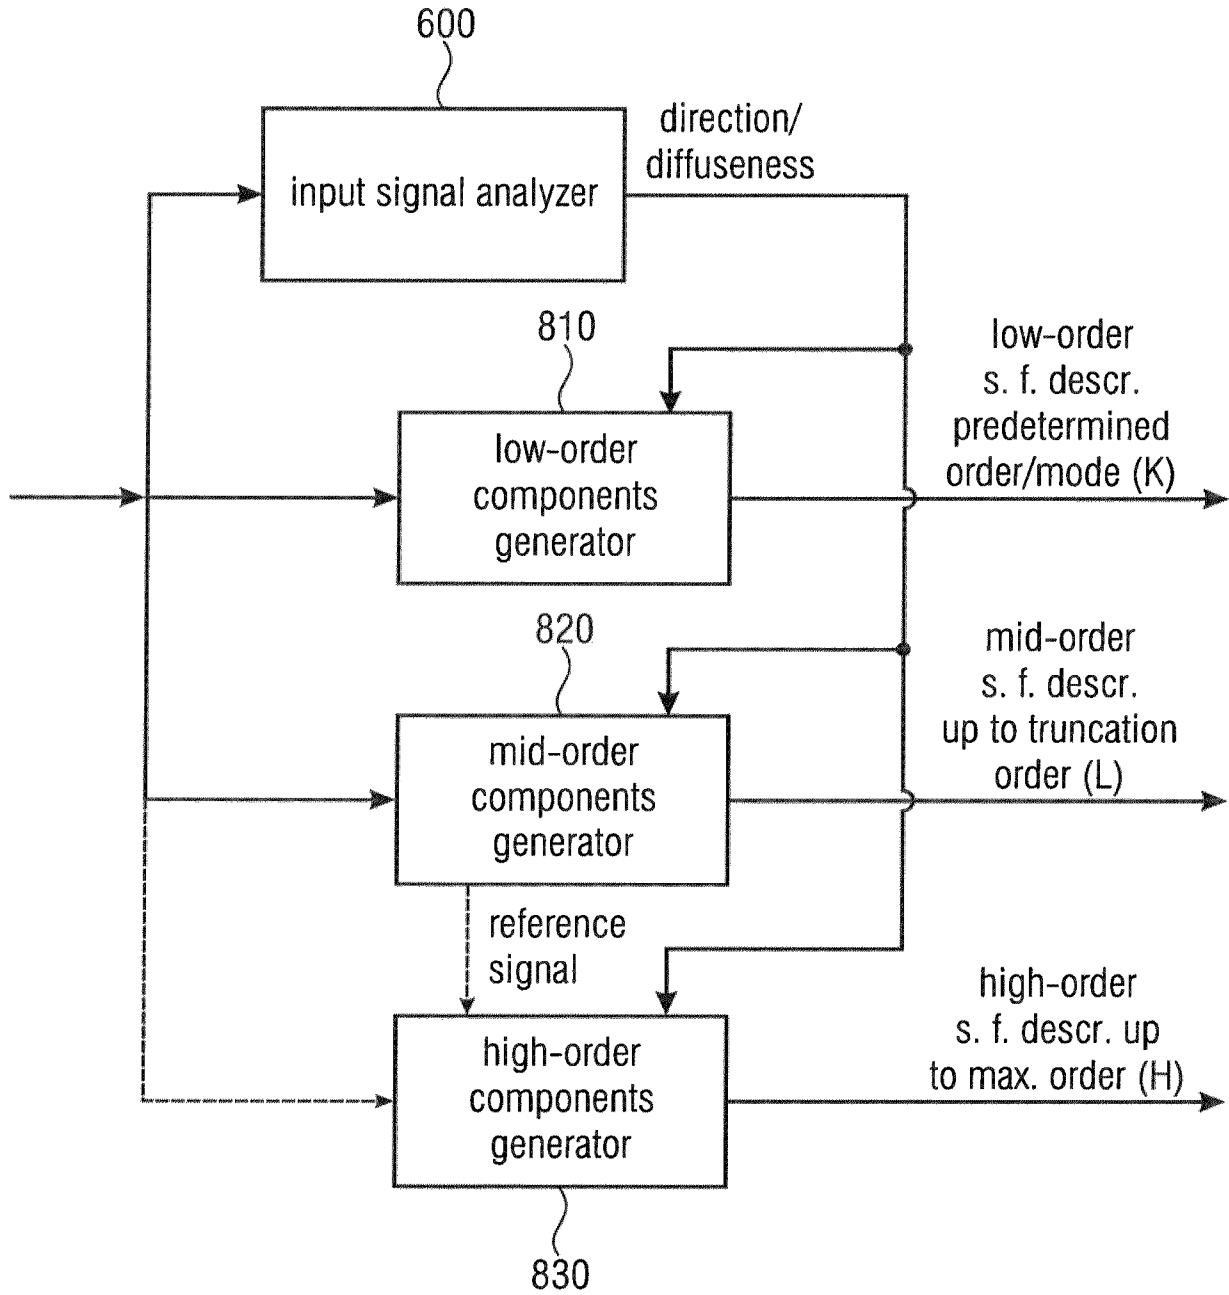 600
direction/
diffuseness
input signal analyzer
810
low-order
s. f. descr.
predetermined
order/mode (K)
low-order
components
generator
820
mid-order
s. f. descr.
up to truncation
order (L)
mid-order
components
generator
reference
signal
high-order
s. f. descr. up
to max. order (H)
high-order
components
generator
830